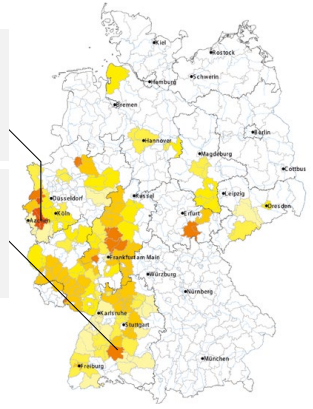 Kiel
Rostock
Hamburg
Schwerin
Bremen
Berlin
Hannover
Magdeburg
Cottbus
Düsseldorf
Kassel
Leipzig
Dresden
Köln
Aachen
Erfurt
Frankfurt am Main
Würzburg
Nürnberg
Karlsruhe
Stuttgart
Freiburg
München